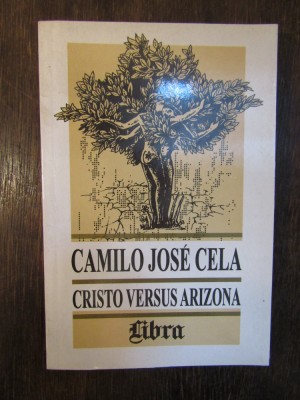 CAMILO JOSÉ CELA
CRISTO VERSUS ARIZONA
Libra